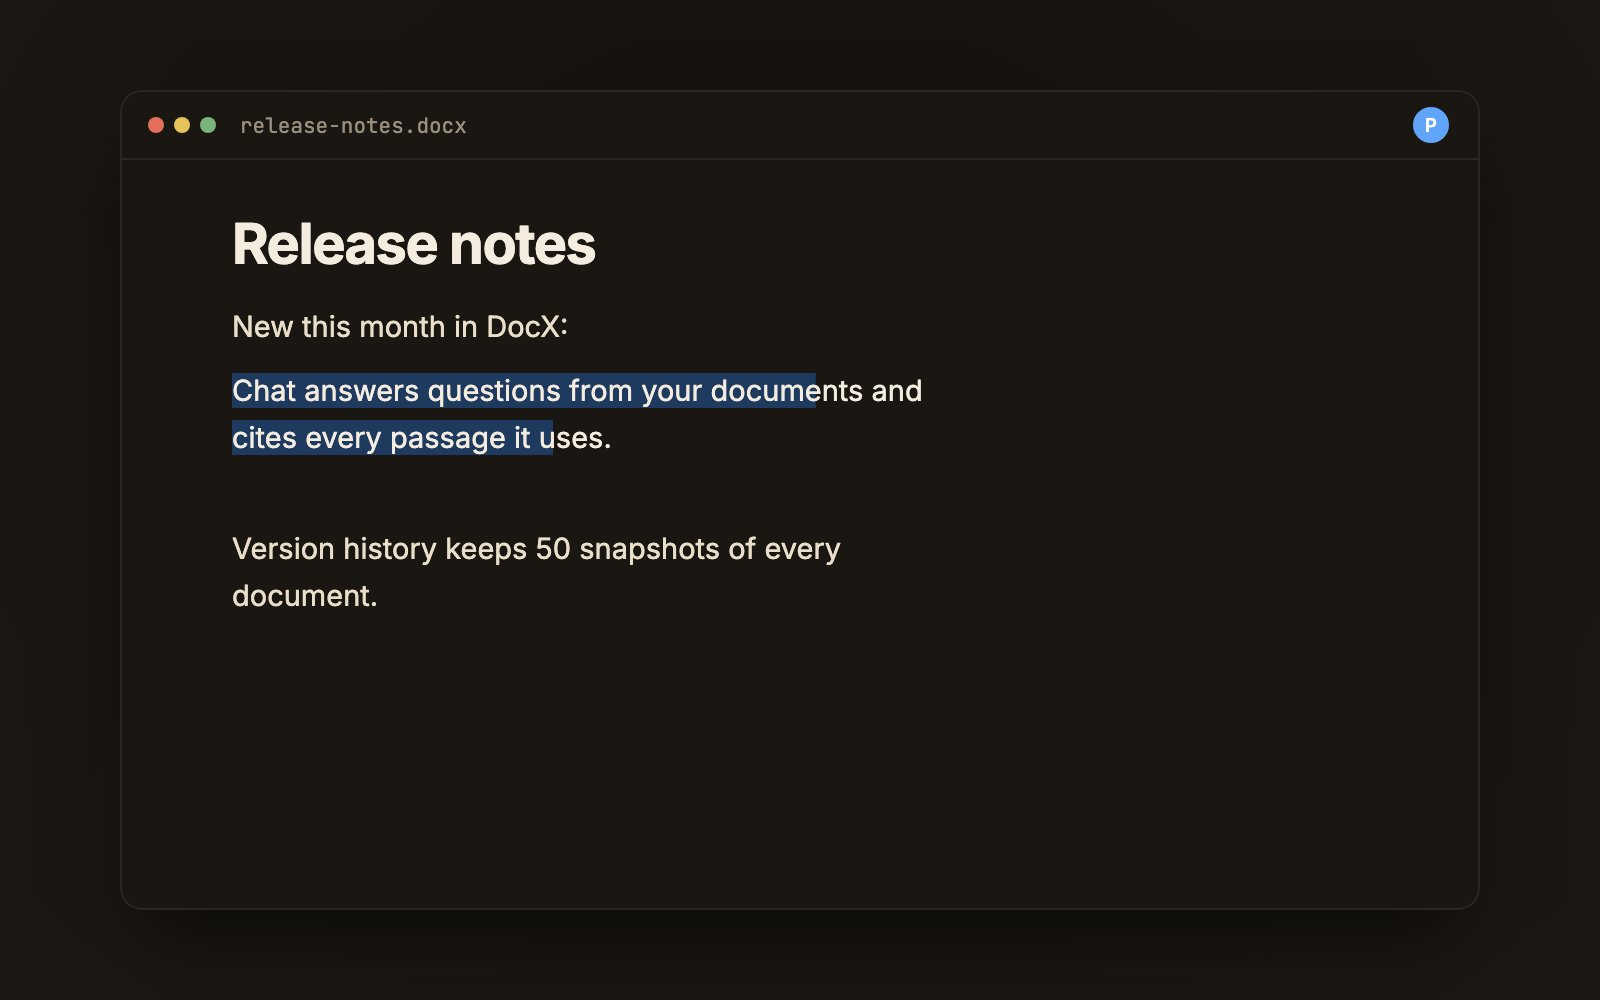 release-notes.docx
P
Release notes
New this month in DocX:
Chat answers questions from your documents and
cites every passage it uses.
Version history keeps 50 snapshots of every
document.